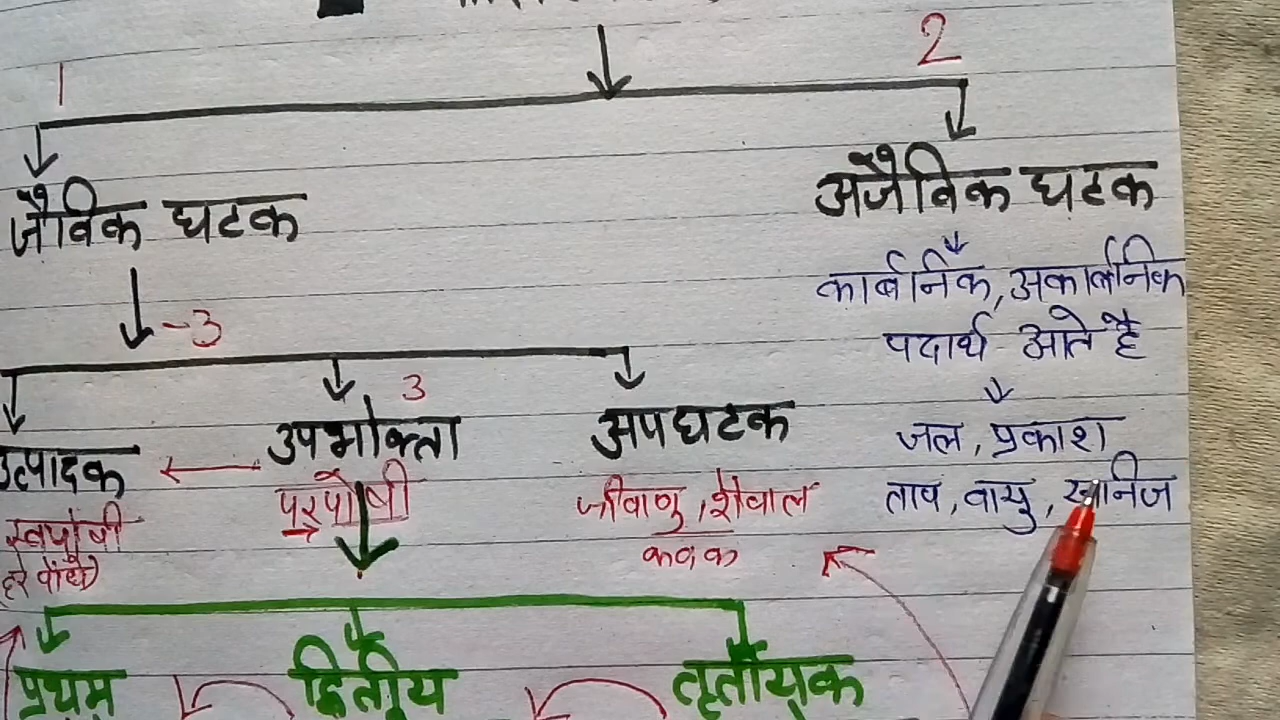 1
2
जैविक घटक
अजैविक घटक
कार्बनिक, अकार्बनिक
पदार्थ आते है
-3
3
उत्पादक
उपभोक्ता
अपघटक
जल, प्रकाश
ताप, वायु, खनिज
स्वपोषी
हरे पौधे
परपोषी
जीवाणु, शैवाल
कवक
प्रथम
द्वितीय
तृतीयक